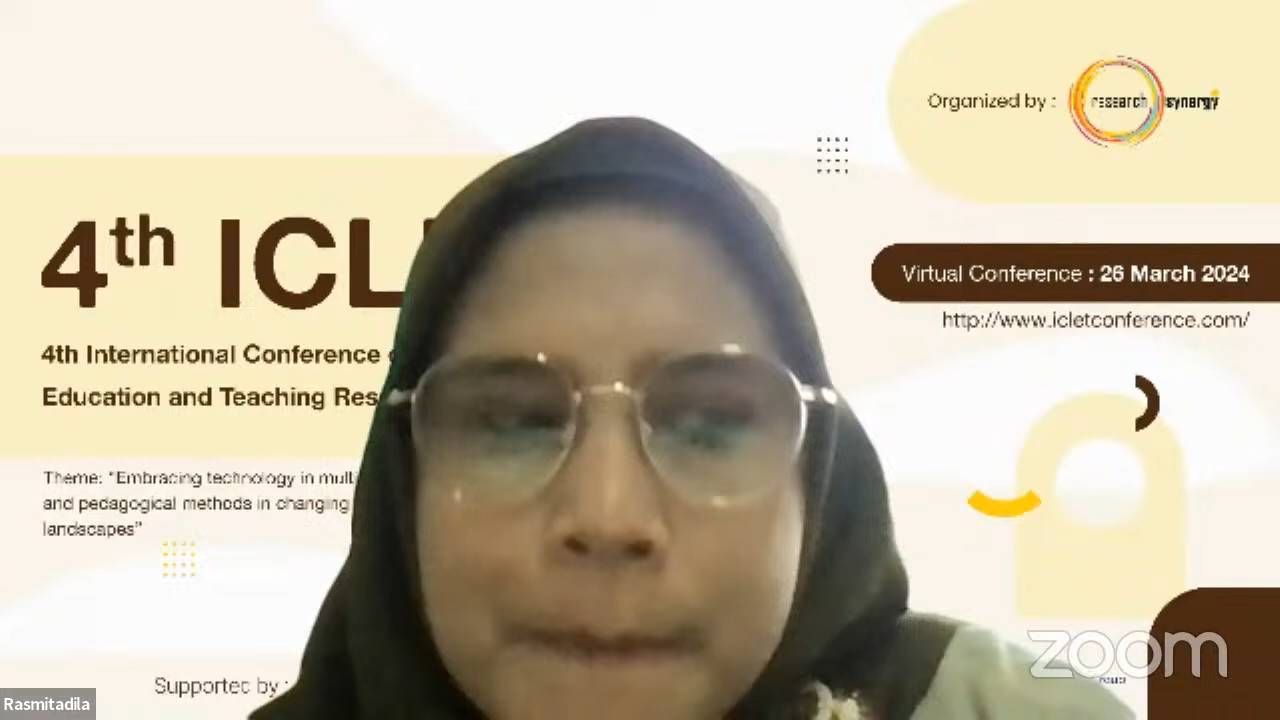 Organized by :
research synergy
4th ICL
4th International Conference
Education and Teaching Res
Virtual Conference : 26 March 2024
http://www.icletconference.com/
Theme: "Embracing technology in mult
and pedagogical methods in changing
landscapes"
Supported by :
zoom
Rasmitadila